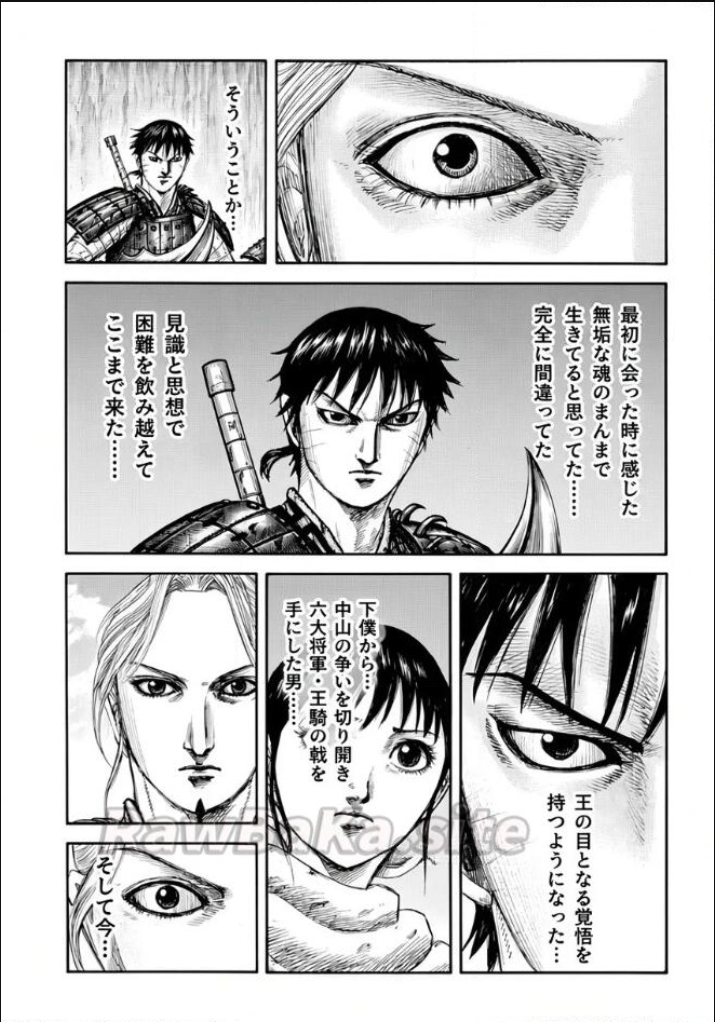 そういうことか…
最初に会った時に感じた
無垢な魂のまんまで
生きてると思ってた……
完全に間違ってた
見識と思想で
困難を飲み越えて
ここまで来た……
王の目となる覚悟を
持つようになった…
下僕から…
中山の争いを切り開き
六大将軍・王騎の戟を
手にした男……
そして今…
RawBaKa.site